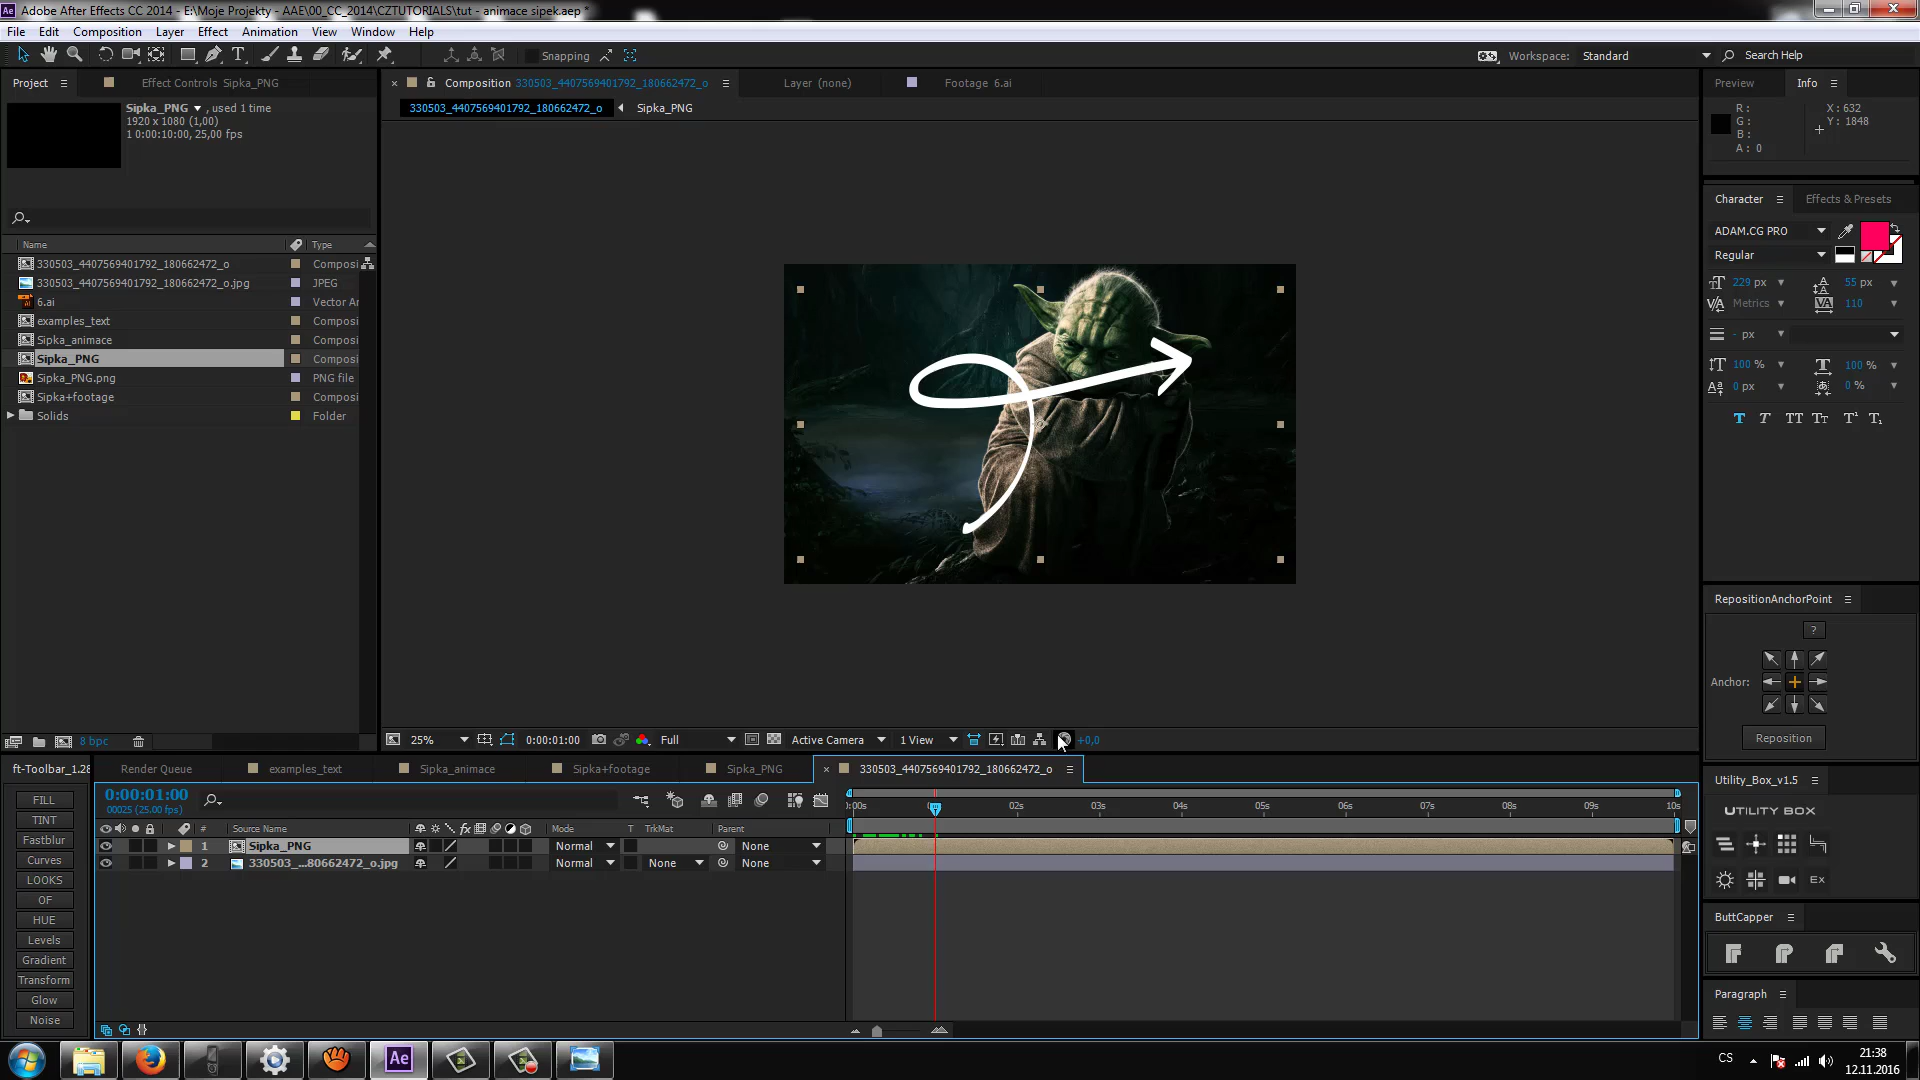 Adobe After Effects CC 2014 - E:\Moje Projekty - AAE\00_CC_2014\CZTUTORIALS\tut - animace sipek.aep *
File Edit Composition Layer Effect Animation View Window Help
Snapping
Workspace: Standard
Search Help
Project
Effect Controls Sipka_PNG
Sipka_PNG , used 1 time
1920 x 1080 (1,00)
1 0:00:10:00, 25,00 fps
Name Type
330503_4407569401792_180662472_o Composi
330503_4407569401792_180662472_o.jpg JPEG
6.ai Vector Ar
examples_text Composi
Sipka_animace Composi
Sipka_PNG Composi
Sipka_PNG.png PNG file
Sipka+footage Composi
Solids Folder
8 bpc
Composition 330503_4407569401792_180662472_o
Layer (none)
Footage 6.ai
330503_4407569401792_180662472_o Sipka_PNG
25% 0:00:01:00 Full Active Camera 1 View +0,0
Preview Info
R : X : 632
G : Y : 1848
B :
A : 0
Character Effects & Presets
ADAM.CG PRO
Regular
229 px 55 px
Metrics 110
- px
100 % 100 %
0 px 0 %
T T TT Tt T¹ T₁
RepositionAnchorPoint
?
Anchor:
Reposition
Utility_Box_v1.5
UTILITY BOX
EX
ButtCapper
Paragraph
ft-Toolbar_1.28
FILL
TINT
Fastblur
Curves
LOOKS
OF
HUE
Levels
Gradient
Transform
Glow
Noise
Render Queue examples_text Sipka_animace Sipka+footage Sipka_PNG 330503_4407569401792_180662472_o
0:00:01:00
00025 (25.00 fps)
):00s 02s 03s 04s 05s 06s 07s 08s 09s 10s
# Source Name fx Mode T TrkMat Parent
1 Sipka_PNG Normal None
2 330503_...80662472_o.jpg Normal None None
CS
21:38
12.11.2016